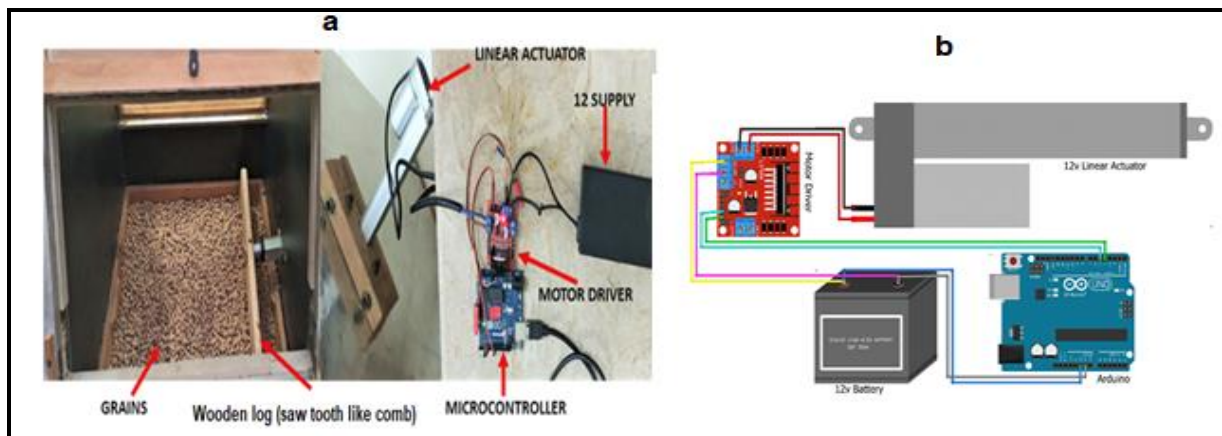 a
LINEAR ACTUATOR
12 SUPPLY
MOTOR DRIVER
GRAINS
Wooden log (saw tooth like comb)
MICROCONTROLLER
b
Motor Driver
12v Linear Actuator
UNO
Arduino
12v Battery